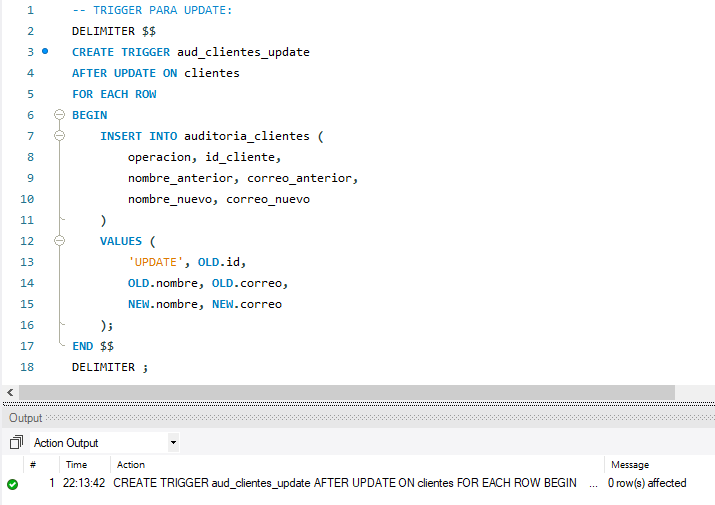 1 -- TRIGGER PARA UPDATE:
2 DELIMITER $$
3 CREATE TRIGGER aud_clientes_update
4 AFTER UPDATE ON clientes
5 FOR EACH ROW
6 BEGIN
7 INSERT INTO auditoria_clientes (
8 operacion, id_cliente,
9 nombre_anterior, correo_anterior,
10 nombre_nuevo, correo_nuevo
11 )
12 VALUES (
13 'UPDATE', OLD.id,
14 OLD.nombre, OLD.correo,
15 NEW.nombre, NEW.correo
16 );
17 END $$
18 DELIMITER ;
Output
Action Output
# Time Action Message
1 22:13:42 CREATE TRIGGER aud_clientes_update AFTER UPDATE ON clientes FOR EACH ROW BEGIN ... 0 row(s) affected